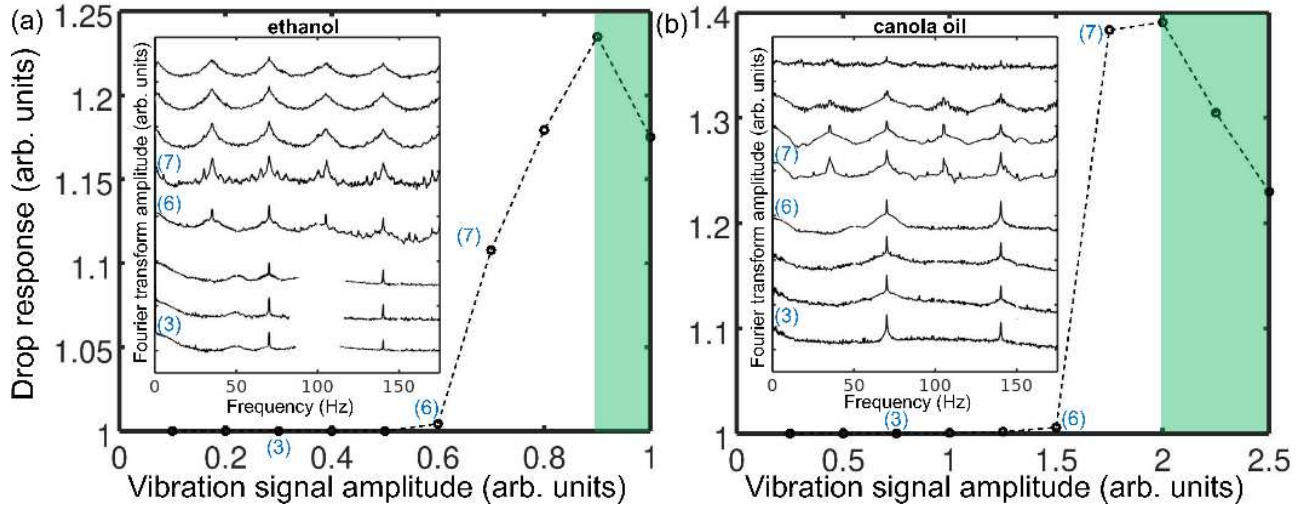 (a)
Drop response (arb. units)
1.25
1.2
1.15
1.1
1.05
1
ethanol
Fourier transform amplitude (arb. units)
(7)
(6)
(3)
0 50 100 150
Frequency (Hz)
(7)
(6)
(3)
0 0.2 0.4 0.6 0.8 1
Vibration signal amplitude (arb. units)
(b)
1.4
1.3
1.2
1.1
1
canola oil
Fourier transform amplitude (arb. units)
(7)
(6)
(3)
0 50 100 150
Frequency (Hz)
(7)
(3)
(6)
0 0.5 1 1.5 2 2.5
Vibration signal amplitude (arb. units)